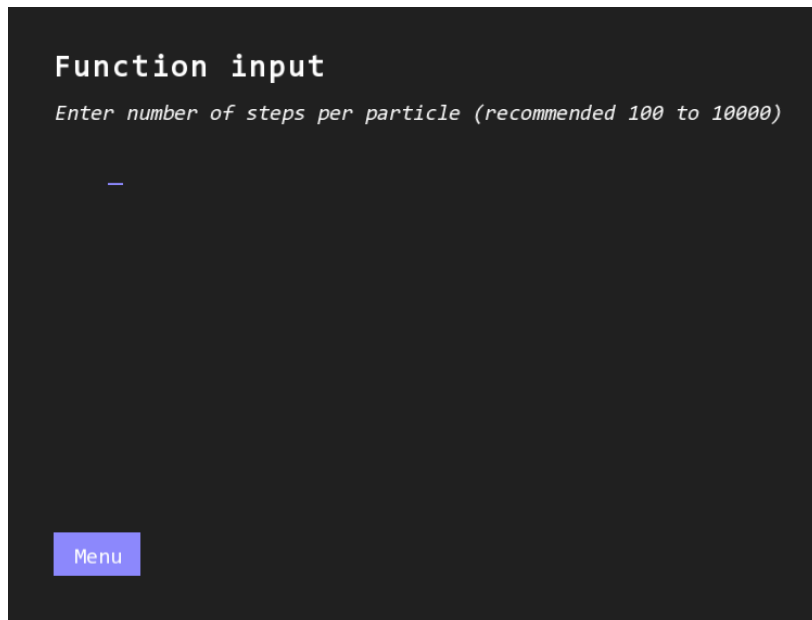 Function input
Enter number of steps per particle (recommended 100 to 10000)
_
Menu